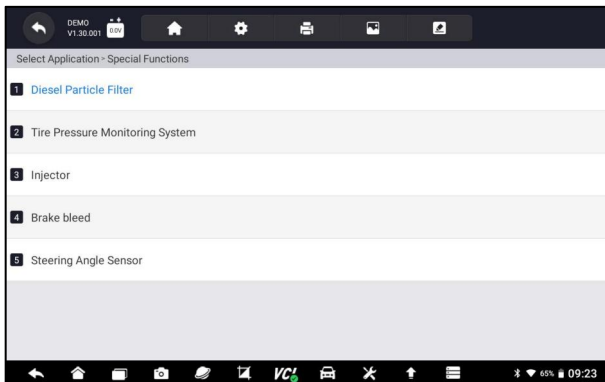 DEMO
V1.30.001
0.0V
Select Application > Special Functions
1 Diesel Particle Filter
2 Tire Pressure Monitoring System
3 Injector
4 Brake bleed
5 Steering Angle Sensor
VCI 65% 09:23